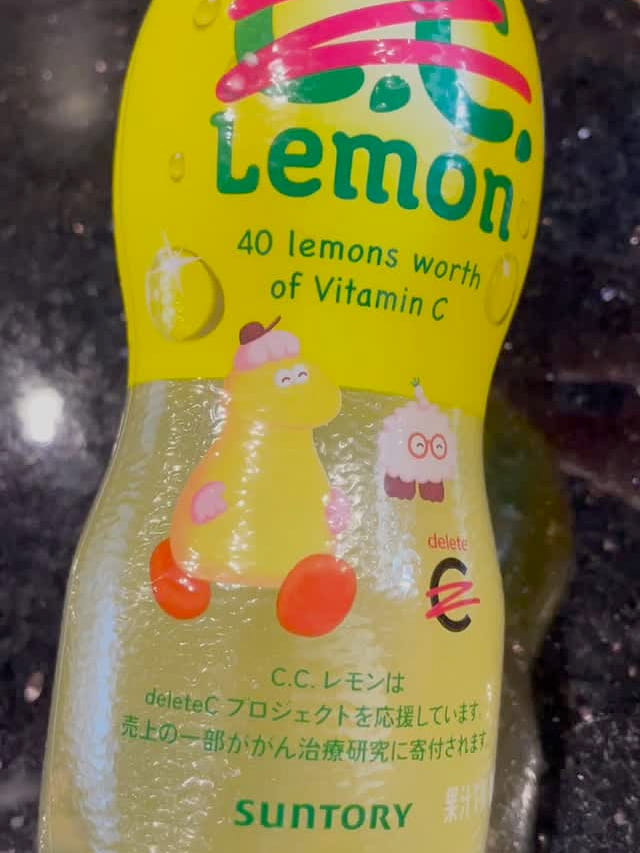 C.C.
Lemon
40 lemons worth
of Vitamin C
delete
C
C.C. レモンは
deleteC プロジェクトを応援しています。
売上の一部ががん治療研究に寄付されます
SUNTORY
果汁